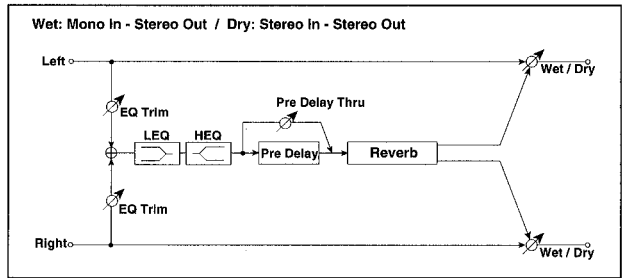 Wet: Mono In - Stereo Out / Dry: Stereo In - Stereo Out
Left
Wet / Dry
Pre Delay Thru
EQ Trim
LEQ HEQ
Pre Delay
Reverb
EQ Trim
Right
Wet / Dry